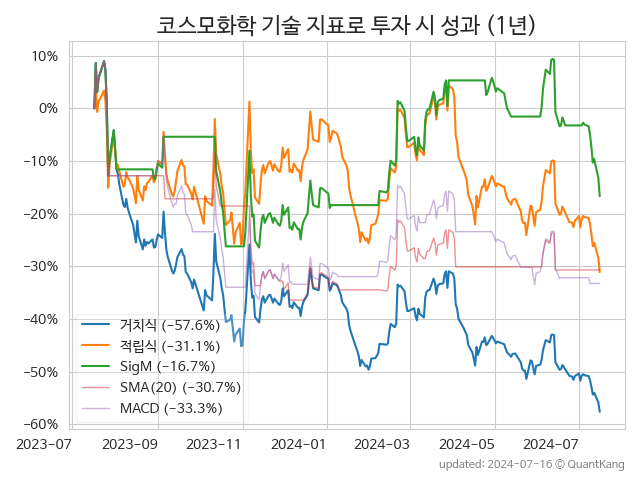 코스모화학 기술 지표로 투자 시 성과 (1년)
10%
0%
−10%
−20%
−30%
−40%
−50%
−60%
거치식 (−57.6%)
적립식 (−31.1%)
SigM (−16.7%)
SMA(20) (−30.7%)
MACD (−33.3%)
2023-07
2023-09
2023-11
2024-01
2024-03
2024-05
2024-07
updated: 2024-07-16 © QuantKang